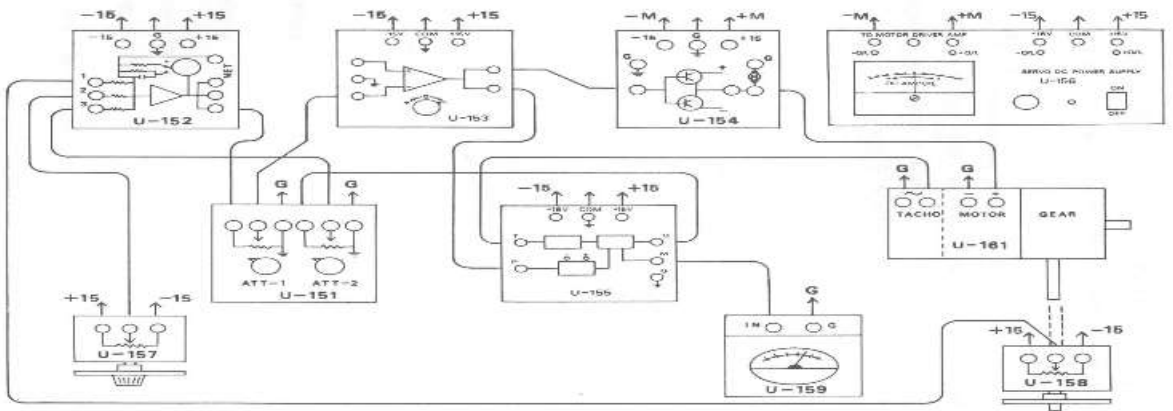 -15 +15
-15 G +15
1
2
3
MET
U-152
-15 +15
-15V COM +15V
U-153
-M +M
-15 G +15
G G
U-154
-M +M -15 +15
TO MOTOR DRIVER AMP COM
-O/L +O/L -O/L +O/L
SERVO DC POWER SUPPLY
U-156
ON
OFF
G G
ATT-1 ATT-2
U-151
-15 +15
COM
T U
F M
G
U-155
G G
~ - +
TACHO MOTOR GEAR
U-161
+15 -15
U-157
G
IN G
U-159
+15 -15
U-158